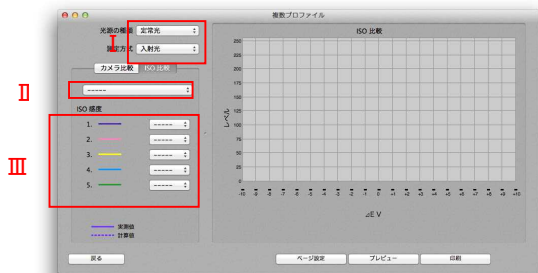 複数プロファイル
光源の種類 定常光
測定方式 入射光
I
カメラ比較 ISO 比較
II
-----
ISO 感度
III
1. -----
2. -----
3. -----
4. -----
5. -----
実測値
計算値
ISO 比較
レベル
250
225
200
175
150
125
100
75
50
25
0
-10 -9 -8 -7 -6 -5 -4 -3 -2 -1 0 +1 +2 +3 +4 +5 +6 +7 +8 +9 +10
⊿E V
戻る ページ設定 プレビュー 印刷